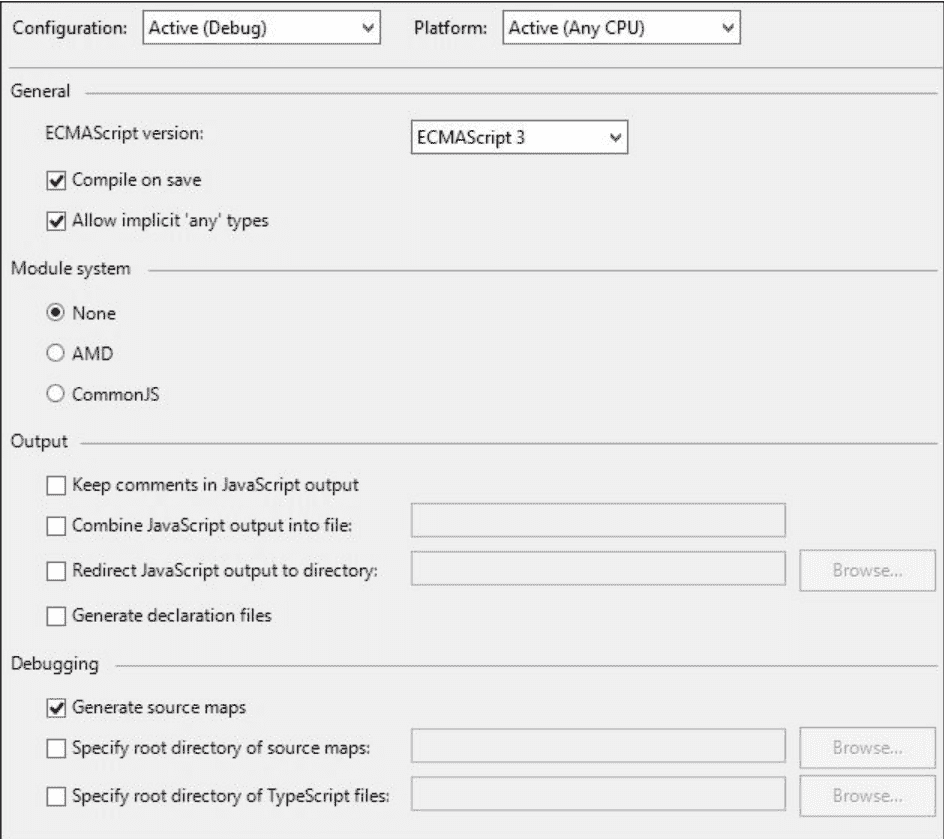 Configuration: Active (Debug) Platform: Active (Any CPU)
General
ECMAScript version: ECMAScript 3
Compile on save
Allow implicit 'any' types
Module system
None
AMD
CommonJS
Output
Keep comments in JavaScript output
Combine JavaScript output into file:
Redirect JavaScript output to directory: Browse...
Generate declaration files
Debugging
Generate source maps
Specify root directory of source maps: Browse...
Specify root directory of TypeScript files: Browse...